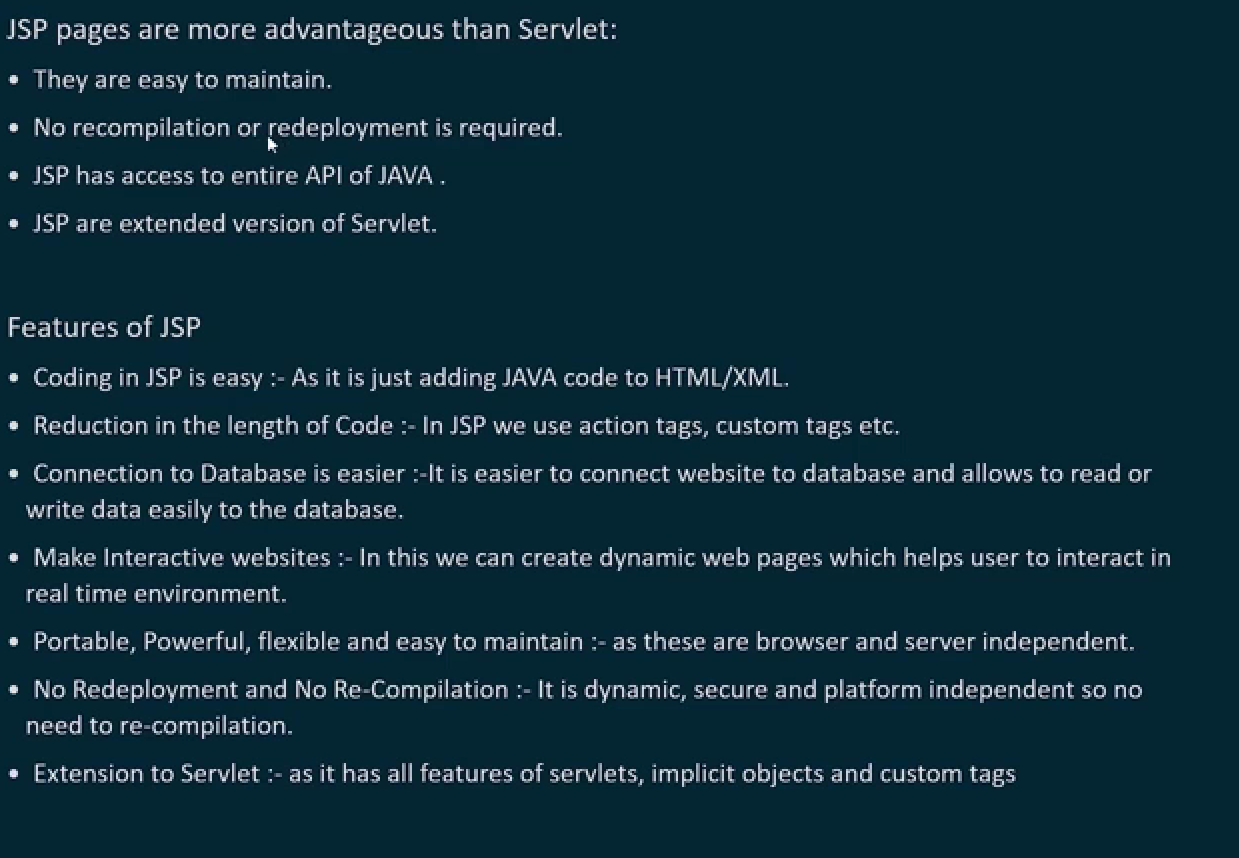 JSP pages are more advantageous than Servlet:
• They are easy to maintain.
• No recompilation or redeployment is required.
• JSP has access to entire API of JAVA .
• JSP are extended version of Servlet.
Features of JSP
• Coding in JSP is easy :- As it is just adding JAVA code to HTML/XML.
• Reduction in the length of Code :- In JSP we use action tags, custom tags etc.
• Connection to Database is easier :-It is easier to connect website to database and allows to read or
write data easily to the database.
• Make Interactive websites :- In this we can create dynamic web pages which helps user to interact in
real time environment.
• Portable, Powerful, flexible and easy to maintain :- as these are browser and server independent.
• No Redeployment and No Re-Compilation :- It is dynamic, secure and platform independent so no
need to re-compilation.
• Extension to Servlet :- as it has all features of servlets, implicit objects and custom tags